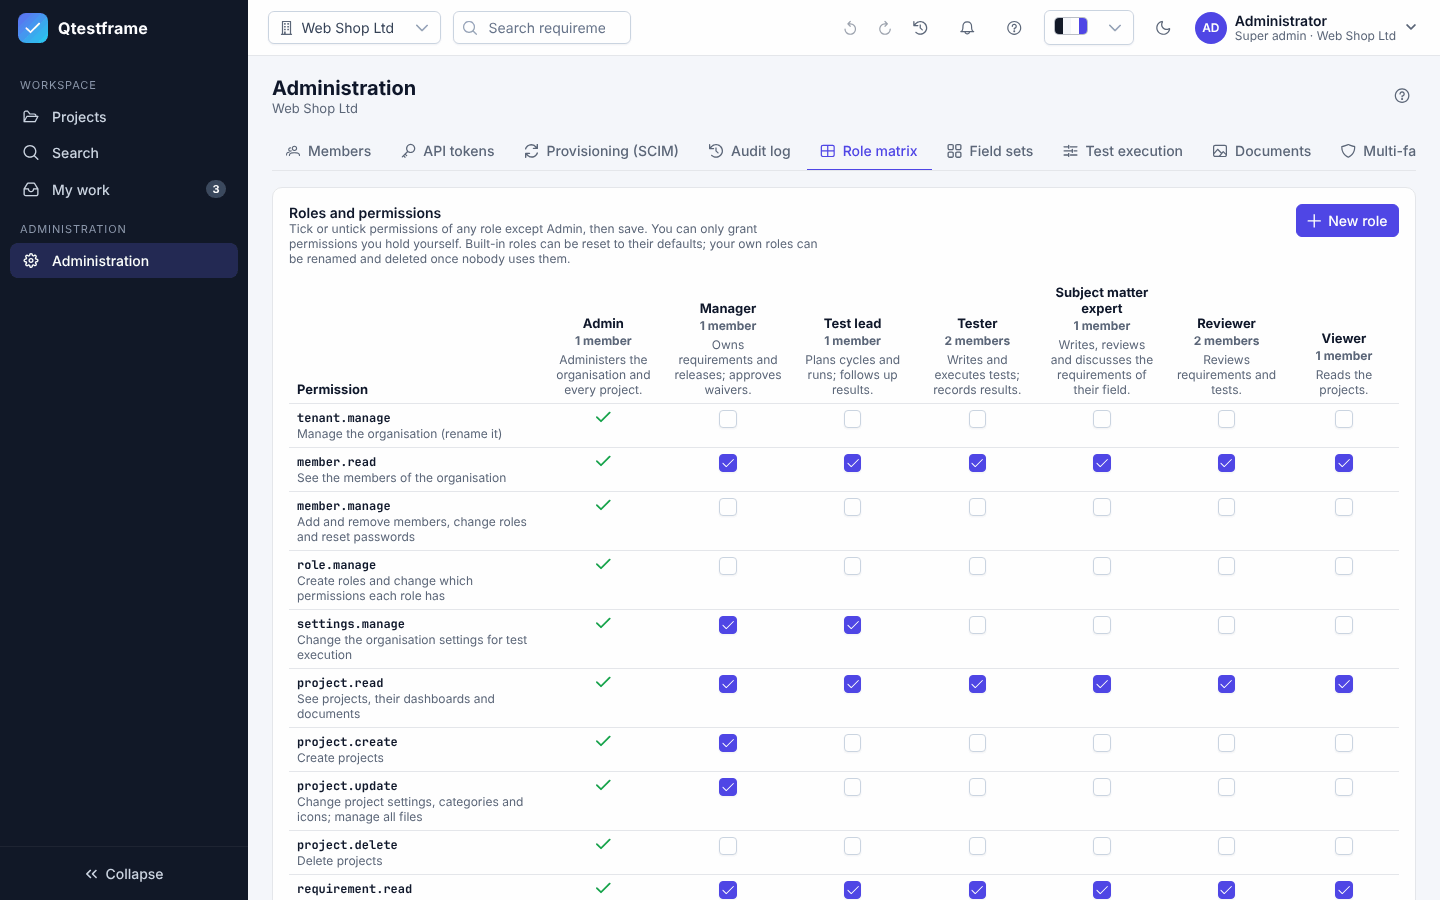 Qtestframe
Web Shop Ltd
Search requireme
AD
Administrator
Super admin · Web Shop Ltd
WORKSPACE
Projects
Search
My work
3
ADMINISTRATION
Administration
Collapse
Administration
Web Shop Ltd
Members
API tokens
Provisioning (SCIM)
Audit log
Role matrix
Field sets
Test execution
Documents
Multi-fa
Roles and permissions
Tick or untick permissions of any role except Admin, then save. You can only grant
permissions you hold yourself. Built-in roles can be reset to their defaults; your own roles can
be renamed and deleted once nobody uses them.
New role
Permission
Admin
1 member
Administers the
organisation and
every project.
Manager
1 member
Owns
requirements and
releases; approves
waivers.
Test lead
1 member
Plans cycles and
runs; follows up
results.
Tester
2 members
Writes and
executes tests;
records results.
Subject matter
expert
1 member
Writes, reviews
and discusses the
requirements of
their field.
Reviewer
2 members
Reviews
requirements and
tests.
Viewer
1 member
Reads the
projects.
tenant.manage
Manage the organisation (rename it)
member.read
See the members of the organisation
member.manage
Add and remove members, change roles
and reset passwords
role.manage
Create roles and change which
permissions each role has
settings.manage
Change the organisation settings for test
execution
project.read
See projects, their dashboards and
documents
project.create
Create projects
project.update
Change project settings, categories and
icons; manage all files
project.delete
Delete projects
requirement.read